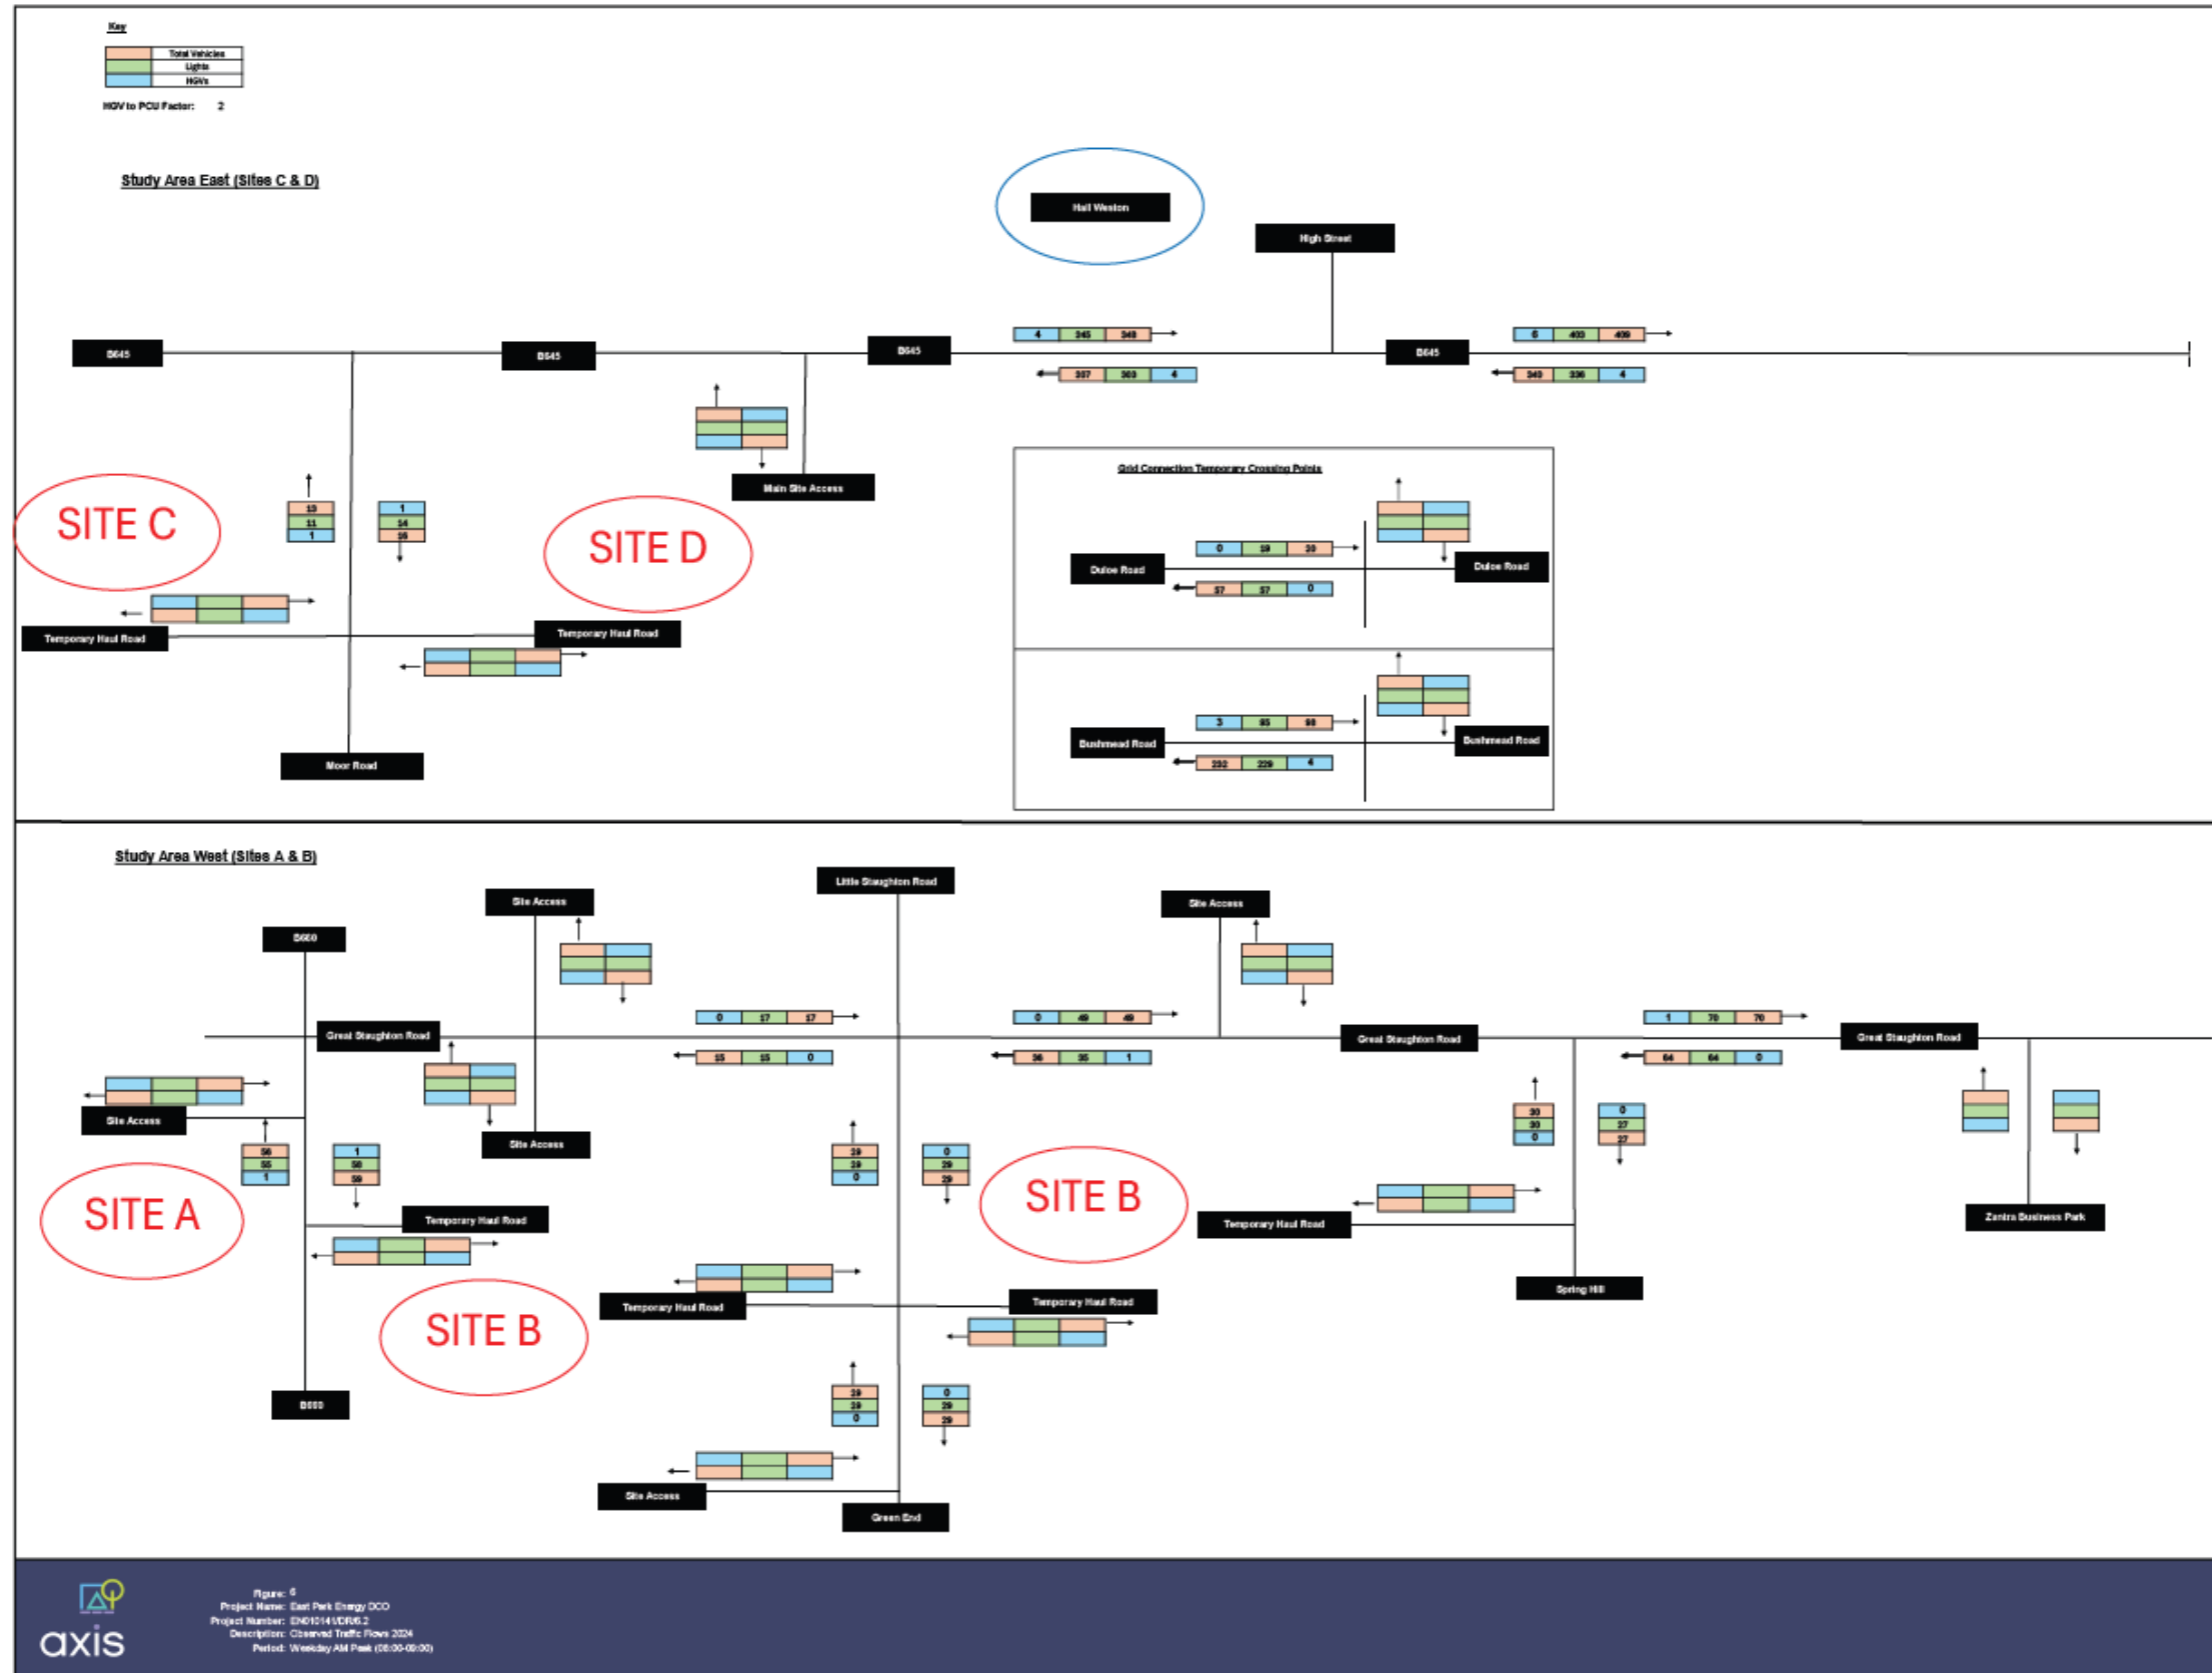 Key
Total Vehicles
Lights
HGVs
HGV to PCU Factor: 2
Study Area East (Sites C & D)
Hail Weston
High Street
4 345 348
6 403 409
B645
B645
B645
B645
307 303 4
340 336 4
Grid Connection Temporary Crossing Points
Main Site Access
SITE C
13 1
11 14
1 15
SITE D
0 19 20
Duloe Road
Duloe Road
57 57 0
Temporary Haul Road
Temporary Haul Road
3 95 98
Bushmead Road
Bushmead Road
232 229 4
Moor Road
Study Area West (Sites A & B)
Little Staughton Road
Site Access
Site Access
B660
0 17 17
0 49 49
1 70 70
Great Staughton Road
Great Staughton Road
Great Staughton Road
15 15 0
36 35 1
64 64 0
Site Access
Site Access
56 1
55 58
1 59
29 0
29 29
0 29
30 0
30 27
0 27
SITE A
SITE B
Temporary Haul Road
Temporary Haul Road
Zantra Business Park
Spring Hill
SITE B
Temporary Haul Road
Temporary Haul Road
B660
29 0
29 29
0 29
Site Access
Green End
axis
Figure: 6
Project Name: East Park Energy DCO
Project Number: EN010141/DR/6.2
Description: Observed Traffic Flows 2024
Period: Weekday AM Peak (08:00-09:00)